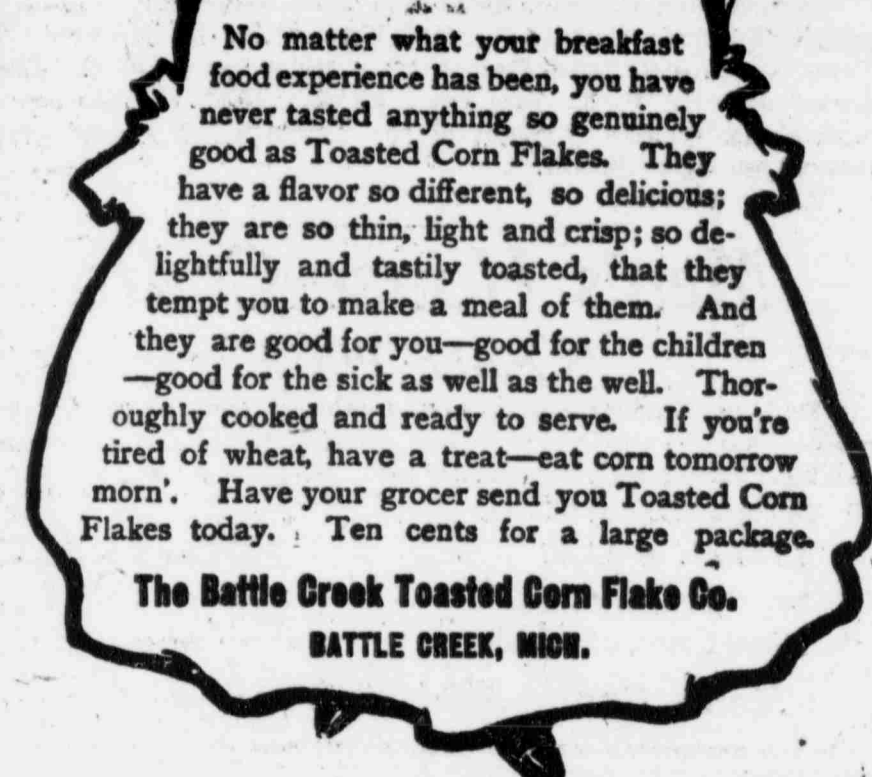 No matter what your breakfast
food experience has been, you have
never tasted anything so genuinely
good as Toasted Corn Flakes. They
have a flavor so different, so delicious;
they are so thin, light and crisp; so de-
lightfully and tastily toasted, that they
tempt you to make a meal of them. And
they are good for you—good for the children
—good for the sick as well as the well. Thor-
oughly cooked and ready to serve. If you're
tired of wheat, have a treat—eat corn tomorrow
morn'. Have your grocer send you Toasted Corn
Flakes today. Ten cents for a large package.
The Battle Creek Toasted Corn Flake Co.
BATTLE CREEK, MICH.